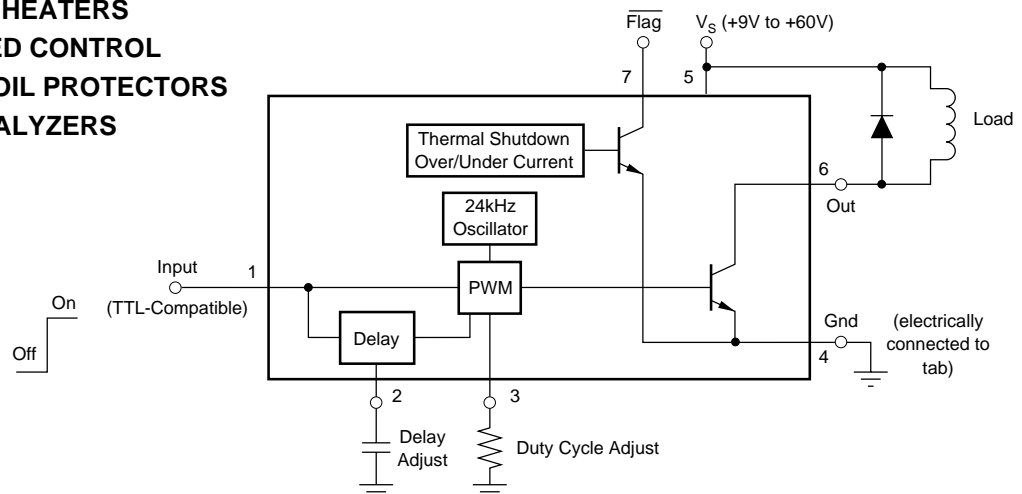 HEATERS
ED CONTROL
OIL PROTECTORS
ALYZERS
Flag
VS (+9V to +60V)
7
5
Thermal Shutdown
Over/Under Current
Load
6
Out
24kHz
Oscillator
Input
1
(TTL-Compatible)
PWM
On
Off
Delay
Gnd
4
(electrically
connected to
tab)
2
3
Delay
Adjust
Duty Cycle Adjust